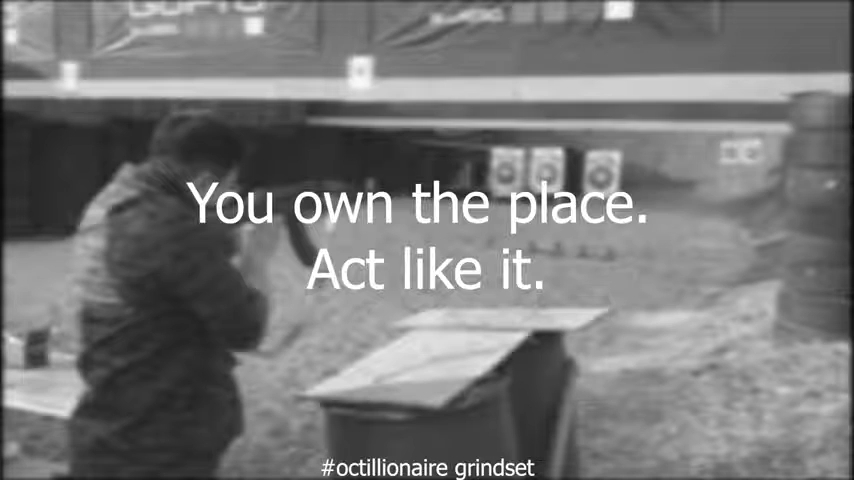 You own the place.
Act like it.
#octillionaire grindset